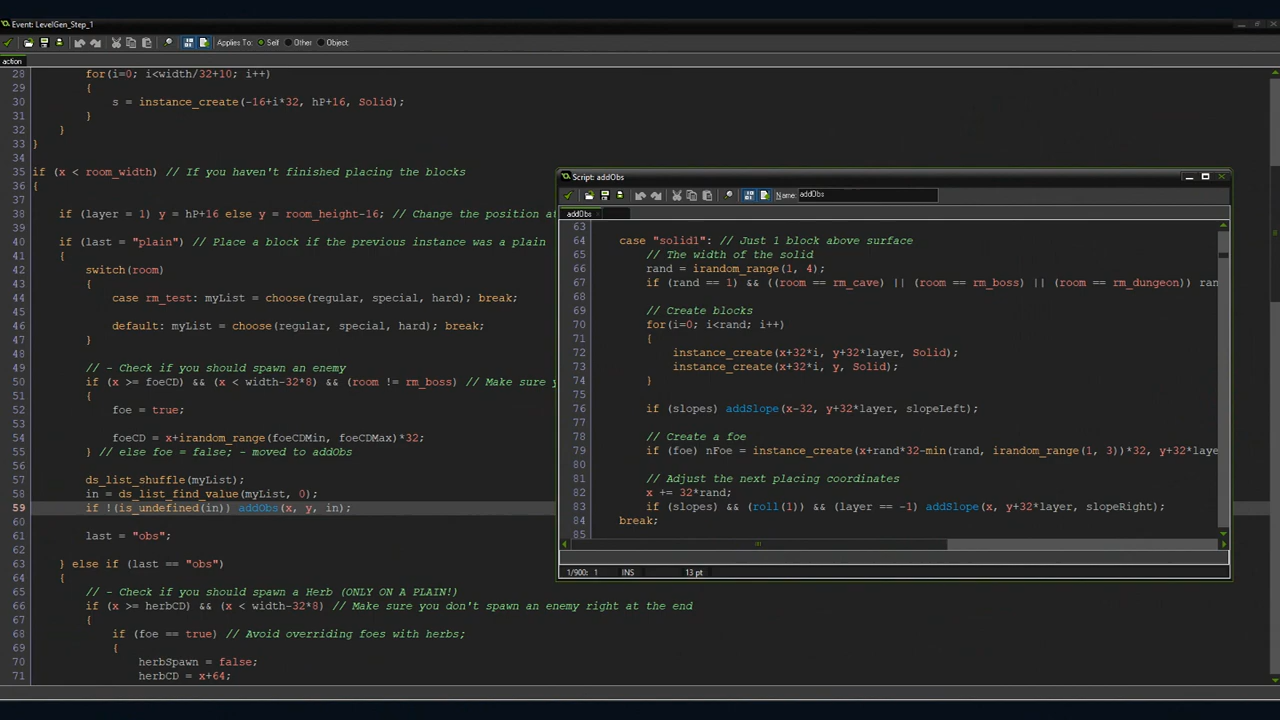 Event: LevelGen_Step_1
Applies To: Self Other Object
action
28 for(i=0; i<width/32+10; i++)
29 {
30 s = instance_create(-16+i*32, hP+16, Solid);
31 }
32 }
33 }
34
35 if (x < room_width) // If you haven't finished placing the blocks
36 {
37
38 if (layer = 1) y = hP+16 else y = room_height-16; // Change the position a
39
40 if (last = "plain") // Place a block if the previous instance was a plain
41 {
42 switch(room)
43 {
44 case rm_test: myList = choose(regular, special, hard); break;
45
46 default: myList = choose(regular, special, hard); break;
47 }
48
49 // - Check if you should spawn an enemy
50 if (x >= foeCD) && (x < width-32*8) && (room != rm_boss) // Make sure y
51 {
52 foe = true;
53
54 foeCD = x+irandom_range(foeCDMin, foeCDMax)*32;
55 } // else foe = false; - moved to addObs
56
57 ds_list_shuffle(myList);
58 in = ds_list_find_value(myList, 0);
59 if !(is_undefined(in)) addObs(x, y, in);
60
61 last = "obs";
62
63 } else if (last == "obs")
64 {
65 // - Check if you should spawn a Herb (ONLY ON A PLAIN!)
66 if (x >= herbCD) && (x < width-32*8) // Make sure you don't spawn an enemy right at the end
67 {
68 if (foe == true) // Avoid overriding foes with herbs;
69 {
70 herbSpawn = false;
71 herbCD = x+64;
Script: addObs
Name: addObs
addObs
63
64 case "solid1": // Just 1 block above surface
65 // The width of the solid
66 rand = irandom_range(1, 4);
67 if (rand == 1) && ((room == rm_cave) || (room == rm_boss) || (room == rm_dungeon)) ran
68
69 // Create blocks
70 for(i=0; i<rand; i++)
71 {
72 instance_create(x+32*i, y+32*layer, Solid);
73 instance_create(x+32*i, y, Solid);
74 }
75
76 if (slopes) addSlope(x-32, y+32*layer, slopeLeft);
77
78 // Create a foe
79 if (foe) nFoe = instance_create(x+rand*32-min(rand, irandom_range(1, 3))*32, y+32*laye
80
81 // Adjust the next placing coordinates
82 x += 32*rand;
83 if (slopes) && (roll(1)) && (layer == -1) addSlope(x, y+32*layer, slopeRight);
84 break;
85
1/900: 1 INS 13 pt